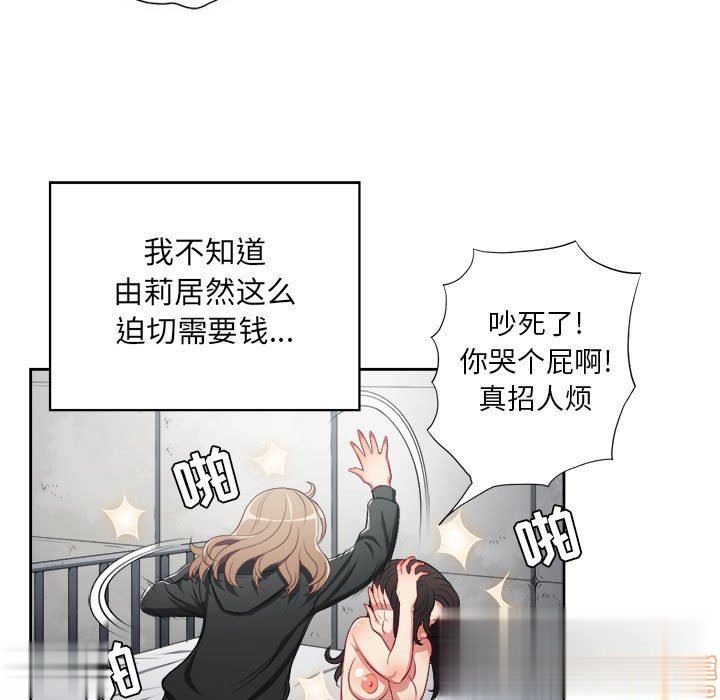 我不知道
由莉居然这么
迫切需要钱...
吵死了!
你哭个屁啊!
真招人烦
啪
啪
啪